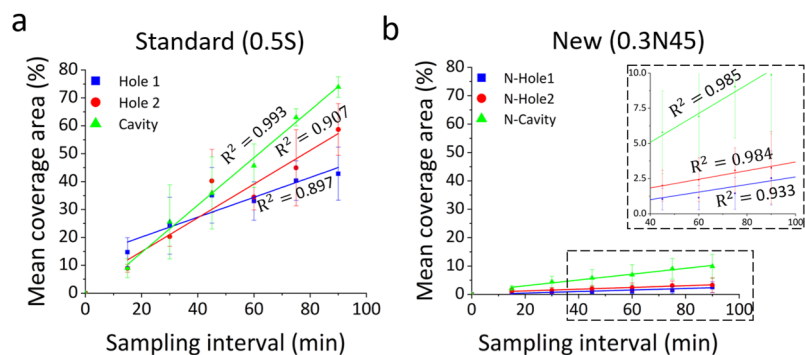 a
Standard (0.5S)
Mean coverage area (%)
80
70
60
50
40
30
20
10
0
Hole 1
Hole 2
Cavity
R² = 0.993
R² = 0.907
R² = 0.897
0 20 40 60 80 100
Sampling interval (min)
b
New (0.3N45)
Mean coverage area (%)
80
70
60
50
40
30
20
10
0
N-Hole1
N-Hole2
N-Cavity
10.0
7.5
5.0
2.5
0.0
R² = 0.985
R² = 0.984
R² = 0.933
40 60 80 100
0 20 40 60 80 100
Sampling interval (min)